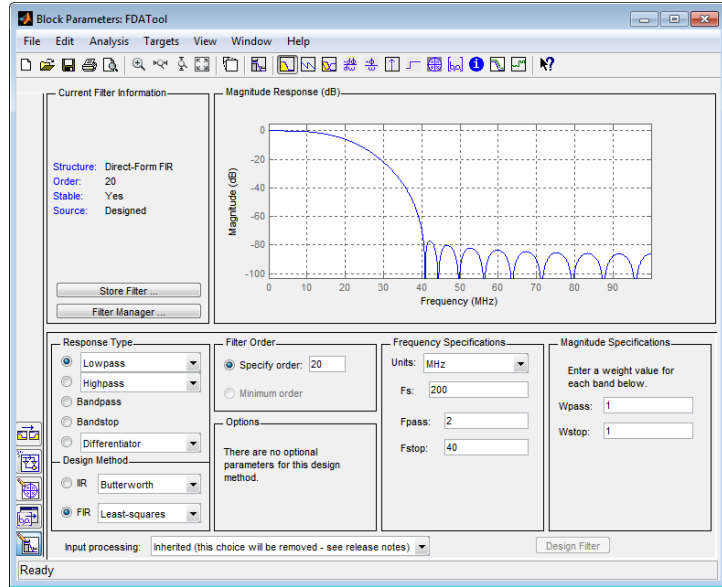 Block Parameters: FDATool
File Edit Analysis Targets View Window Help
Current Filter Information
Structure: Direct-Form FIR
Order: 20
Stable: Yes
Source: Designed
Store Filter ...
Filter Manager ...
Magnitude Response (dB)
Magnitude (dB)
0
-20
-40
-60
-80
-100
0 10 20 30 40 50 60 70 80 90
Frequency (MHz)
Response Type
Lowpass
Highpass
Bandpass
Bandstop
Differentiator
Design Method
IIR Butterworth
FIR Least-squares
Filter Order
Specify order: 20
Minimum order
Options
There are no optional
parameters for this design
method.
Frequency Specifications
Units: MHz
Fs: 200
Fpass: 2
Fstop: 40
Magnitude Specifications
Enter a weight value for
each band below.
Wpass: 1
Wstop: 1
Input processing: Inherited (this choice will be removed - see release notes)
Design Filter
Ready